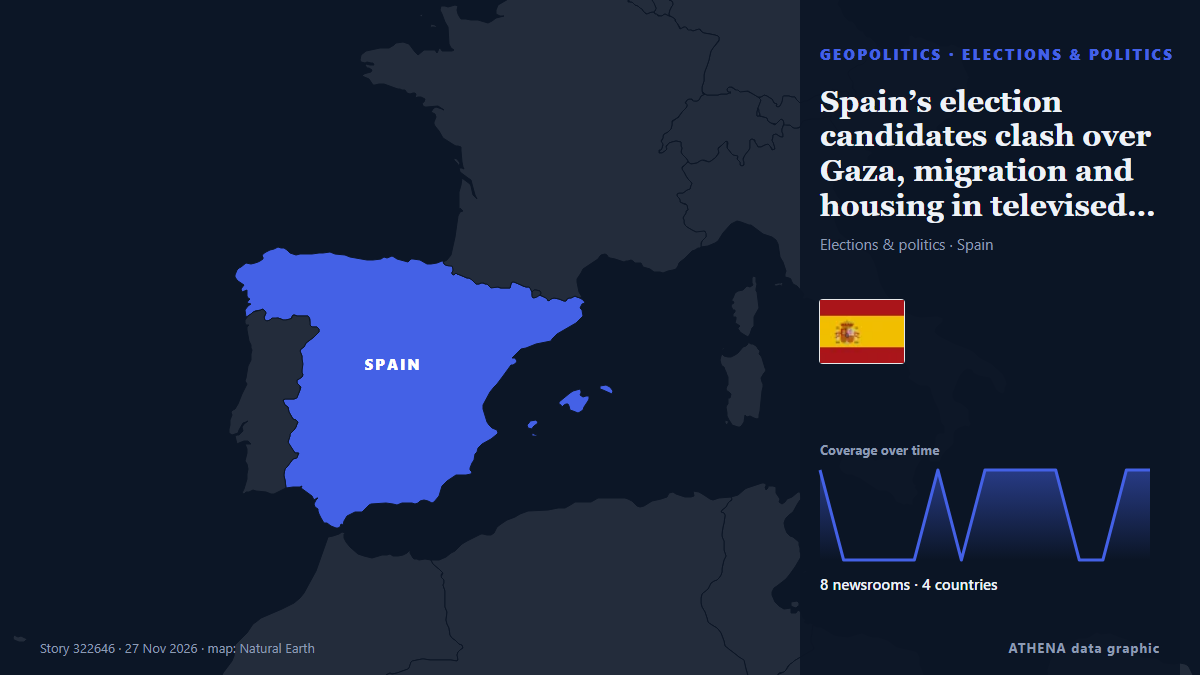 GEOPOLITICS · ELECTIONS & POLITICS
Spain’s election
candidates clash over
Gaza, migration and
housing in televised…
Elections & politics · Spain
SPAIN
Coverage over time
8 newsrooms · 4 countries
Story 322646 · 27 Nov 2026 · map: Natural Earth
ATHENA data graphic